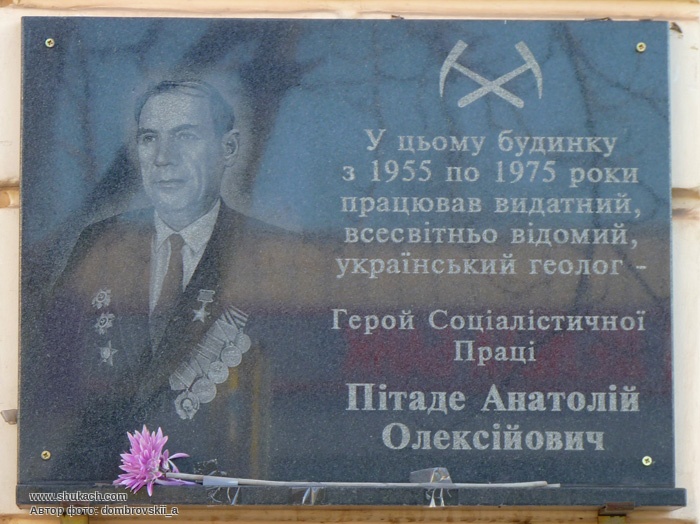 У цьому будинку
з 1955 по 1975 роки
працював видатний,
всесвітньо відомий,
український геолог -
Герой Соціалістичної
Праці
Пітаде Анатолій
Олексійович
www.shukach.com
Автор фото: dombrovskii_a